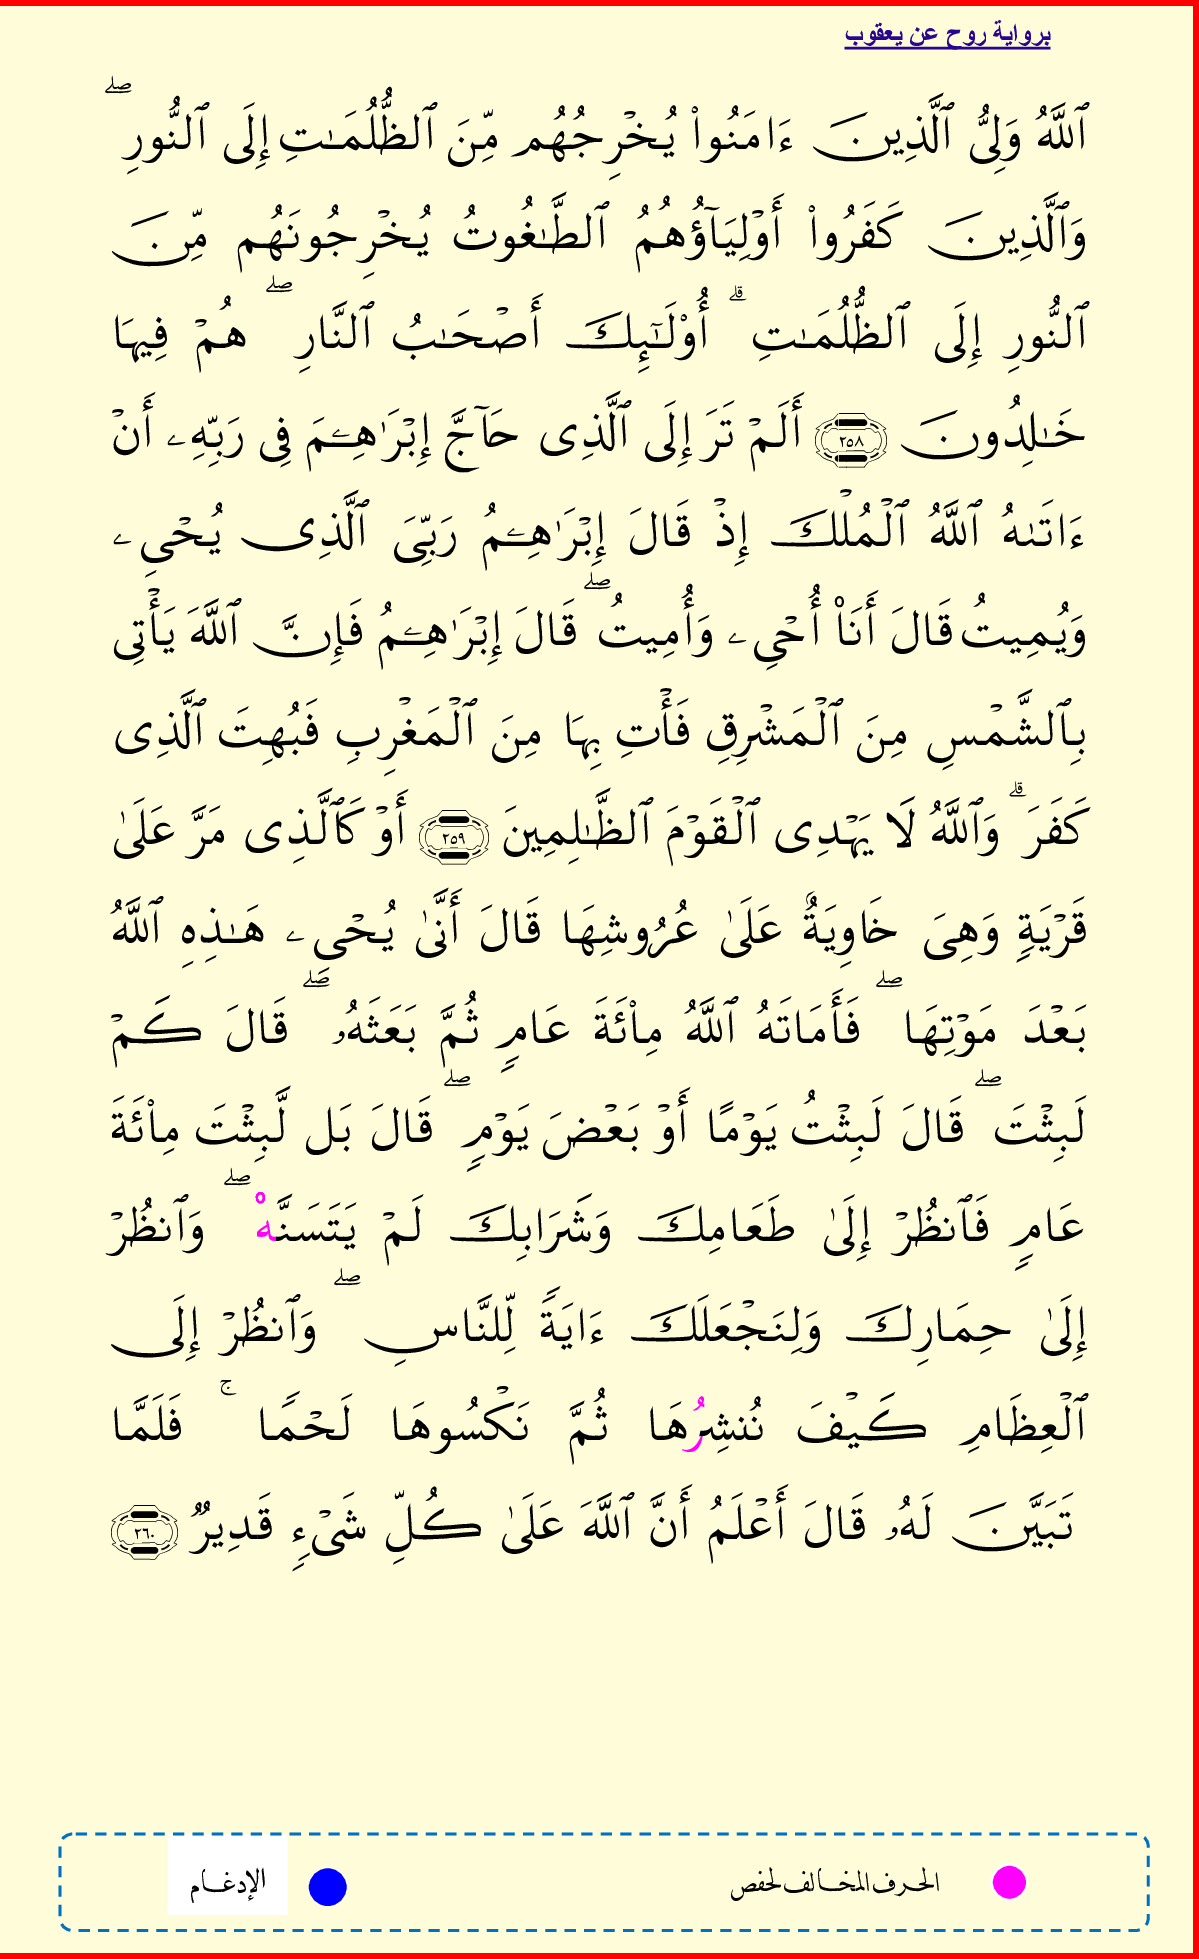 برواية روح عن يعقوب
ٱللَّهُ وَلِيُّ ٱلَّذِينَ ءَامَنُوا۟ يُخْرِجُهُم مِّنَ ٱلظُّلُمَـٰتِ إِلَى ٱلنُّورِ ۖ
وَٱلَّذِينَ كَفَرُوا۟ أَوْلِيَآؤُهُمُ ٱلطَّـٰغُوتُ يُخْرِجُونَهُم مِّنَ
ٱلنُّورِ إِلَى ٱلظُّلُمَـٰتِ ۗ أُو۟لَـٰٓئِكَ أَصْحَـٰبُ ٱلنَّارِ ۖ هُمْ فِيهَا
خَـٰلِدُونَ ٢٥٨ أَلَمْ تَرَ إِلَى ٱلَّذِى حَآجَّ إِبْرَٰهِـۧمَ فِى رَبِّهِۦ أَنْ
ءَاتَىٰهُ ٱللَّهُ ٱلْمُلْكَ إِذْ قَالَ إِبْرَٰهِـۧمُ رَبِّىَ ٱلَّذِى يُحْىِۦ
وَيُمِيتُ قَالَ أَنَا۠ أُحْىِۦ وَأُمِيتُ ۖ قَالَ إِبْرَٰهِـۧمُ فَإِنَّ ٱللَّهَ يَأْتِى
بِٱلشَّمْسِ مِنَ ٱلْمَشْرِقِ فَأْتِ بِهَا مِنَ ٱلْمَغْرِبِ فَبُهِتَ ٱلَّذِى
كَفَرَ ۗ وَٱللَّهُ لَا يَهْدِى ٱلْقَوْمَ ٱلظَّـٰلِمِينَ ٢٥٩ أَوْ كَٱلَّذِى مَرَّ عَلَىٰ
قَرْيَةٍ وَهِىَ خَاوِيَةٌ عَلَىٰ عُرُوشِهَا قَالَ أَنَّىٰ يُحْىِۦ هَـٰذِهِ ٱللَّهُ
بَعْدَ مَوْتِهَا ۖ فَأَمَاتَهُ ٱللَّهُ مِا۟ئَةَ عَامٍ ثُمَّ بَعَثَهُۥ ۖ قَالَ كَمْ
لَبِثْتَ ۖ قَالَ لَبِثْتُ يَوْمًا أَوْ بَعْضَ يَوْمٍ ۖ قَالَ بَل لَّبِثْتَ مِا۟ئَةَ
عَامٍ فَٱنظُرْ إِلَىٰ طَعَامِكَ وَشَرَابِكَ لَمْ يَتَسَنَّه۠ ۖ وَٱنظُرْ
إِلَىٰ حِمَارِكَ وَلِنَجْعَلَكَ ءَايَةً لِّلنَّاسِ ۖ وَٱنظُرْ إِلَى
ٱلْعِظَامِ كَيْفَ نُنشِرُهَا ثُمَّ نَكْسُوهَا لَحْمًا ۚ فَلَمَّا
تَبَيَّنَ لَهُۥ قَالَ أَعْلَمُ أَنَّ ٱللَّهَ عَلَىٰ كُلِّ شَىْءٍ قَدِيرٌ ٢٦٠
الحرف المخالف لحفص الإدغام